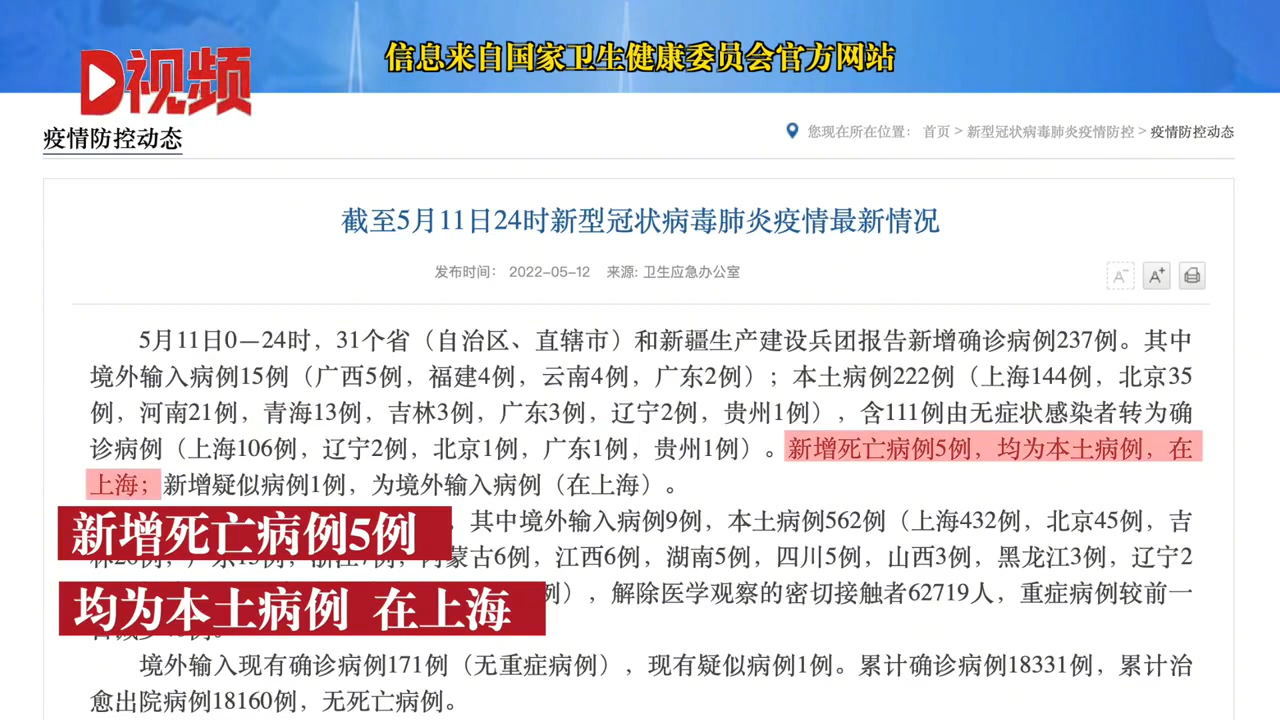 信息来自国家卫生健康委员会官方网站
D视频
疫情防控动态
您现在所在位置： 首页 > 新型冠状病毒肺炎疫情防控 > 疫情防控动态
截至5月11日24时新型冠状病毒肺炎疫情最新情况
发布时间： 2022-05-12 来源: 卫生应急办公室
A- A+
5月11日0—24时，31个省（自治区、直辖市）和新疆生产建设兵团报告新增确诊病例237例。其中
境外输入病例15例（广西5例，福建4例，云南4例，广东2例）；本土病例222例（上海144例，北京35
例，河南21例，青海13例，吉林3例，广东3例，辽宁2例，贵州1例），含111例由无症状感染者转为确
诊病例（上海106例，辽宁2例，北京1例，广东1例，贵州1例）。新增死亡病例5例，均为本土病例，在
上海；新增疑似病例1例，为境外输入病例（在上海）。
新增死亡病例5例
，其中境外输入病例9例，本土病例562例（上海432例，北京45例，吉
内蒙古6例，江西6例，湖南5例，四川5例，山西3例，黑龙江3例，辽宁2
均为本土病例 在上海
例），解除医学观察的密切接触者62719人，重症病例较前一
境外输入现有确诊病例171例（无重症病例），现有疑似病例1例。累计确诊病例18331例，累计治
愈出院病例18160例，无死亡病例。